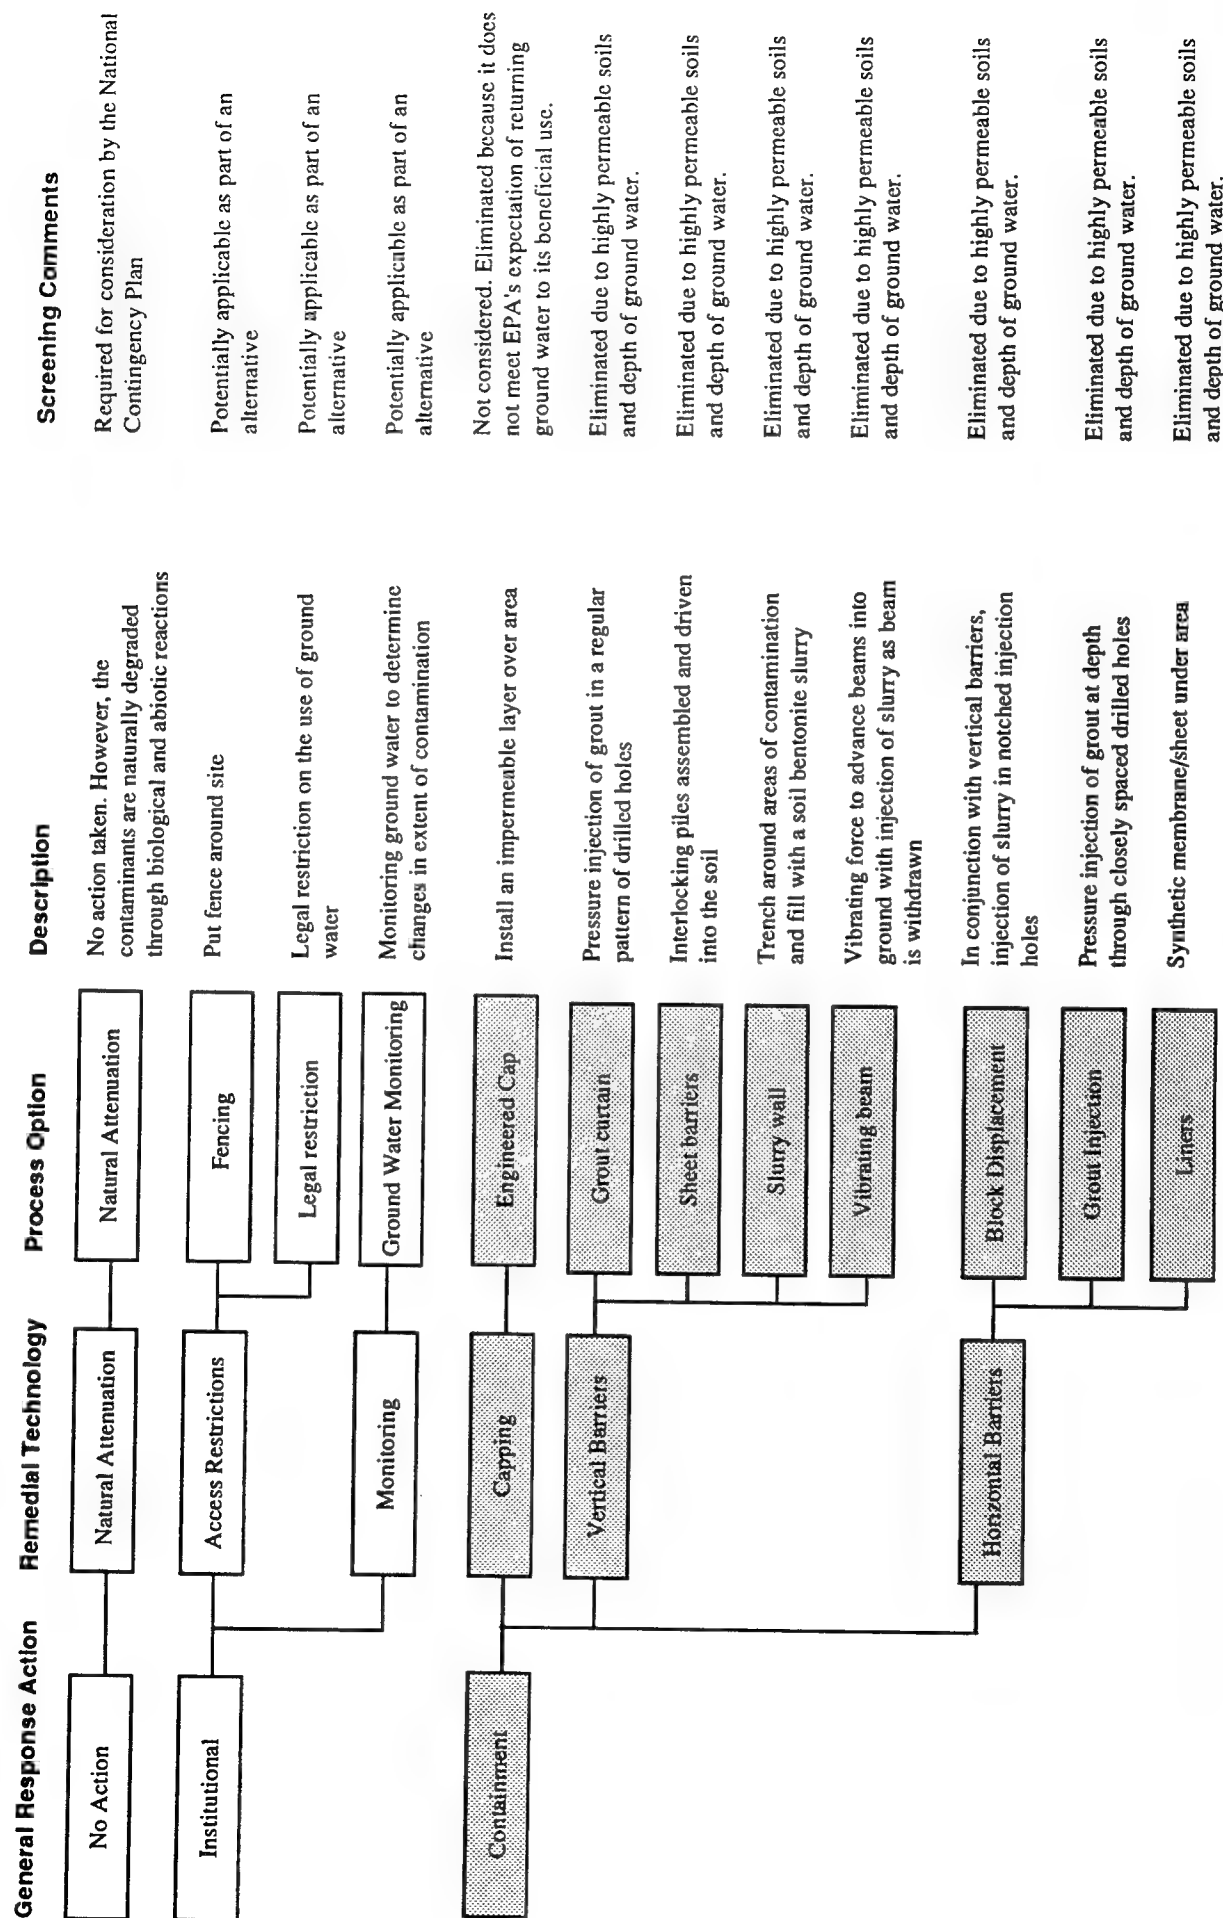 General Response Action
Remedial Technology
Process Option
Description
Screening Comments
No Action
Natural Attenuation
Natural Attenuation
No action taken. However, the
contaminants are naturally degraded
through biological and abiotic reactions
Required for consideration by the National
Contingency Plan
Institutional
Access Restrictions
Fencing
Put fence around site
Potentially applicable as part of an
alternative
Legal restriction
Legal restriction on the use of ground
water
Potentially applicable as part of an
alternative
Monitoring
Ground Water Monitoring
Monitoring ground water to determine
changes in extent of contamination
Potentially applicable as part of an
alternative
Containment
Capping
Engineered Cap
Install an impermeable layer over area
Not considered. Eliminated because it does
not meet EPA's expectation of returning
ground water to its beneficial use.
Vertical Barriers
Grout curtain
Pressure injection of grout in a regular
pattern of drilled holes
Eliminated due to highly permeable soils
and depth of ground water.
Sheet barriers
Interlocking piles assembled and driven
into the soil
Eliminated due to highly permeable soils
and depth of ground water.
Slurry wall
Trench around areas of contamination
and fill with a soil bentonite slurry
Eliminated due to highly permeable soils
and depth of ground water.
Vibrating beam
Vibrating force to advance beams into
ground with injection of slurry as beam
is withdrawn
Eliminated due to highly permeable soils
and depth of ground water.
Horizontal Barriers
Block Displacement
In conjunction with vertical barriers,
injection of slurry in notched injection
holes
Eliminated due to highly permeable soils
and depth of ground water.
Grout Injection
Pressure injection of grout at depth
through closely spaced drilled holes
Eliminated due to highly permeable soils
and depth of ground water.
Liners
Synthetic membrane/sheet under area
Eliminated due to highly permeable soils
and depth of ground water.